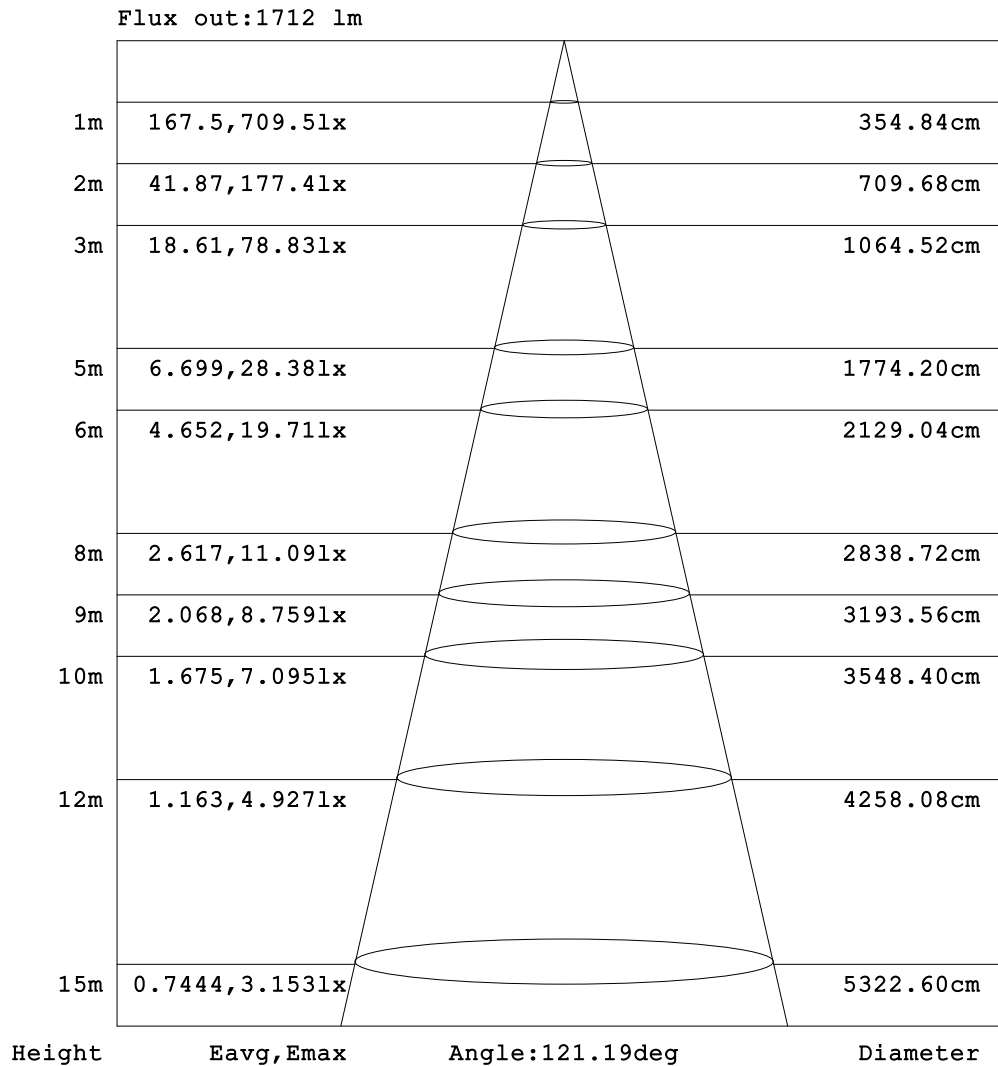 Flux out:1712 lm
1m 167.5,709.5lx 354.84cm
2m 41.87,177.4lx 709.68cm
3m 18.61,78.83lx 1064.52cm
5m 6.699,28.38lx 1774.20cm
6m 4.652,19.71lx 2129.04cm
8m 2.617,11.09lx 2838.72cm
9m 2.068,8.759lx 3193.56cm
10m 1.675,7.095lx 3548.40cm
12m 1.163,4.927lx 4258.08cm
15m 0.7444,3.153lx 5322.60cm
Height Eavg,Emax Angle:121.19deg Diameter